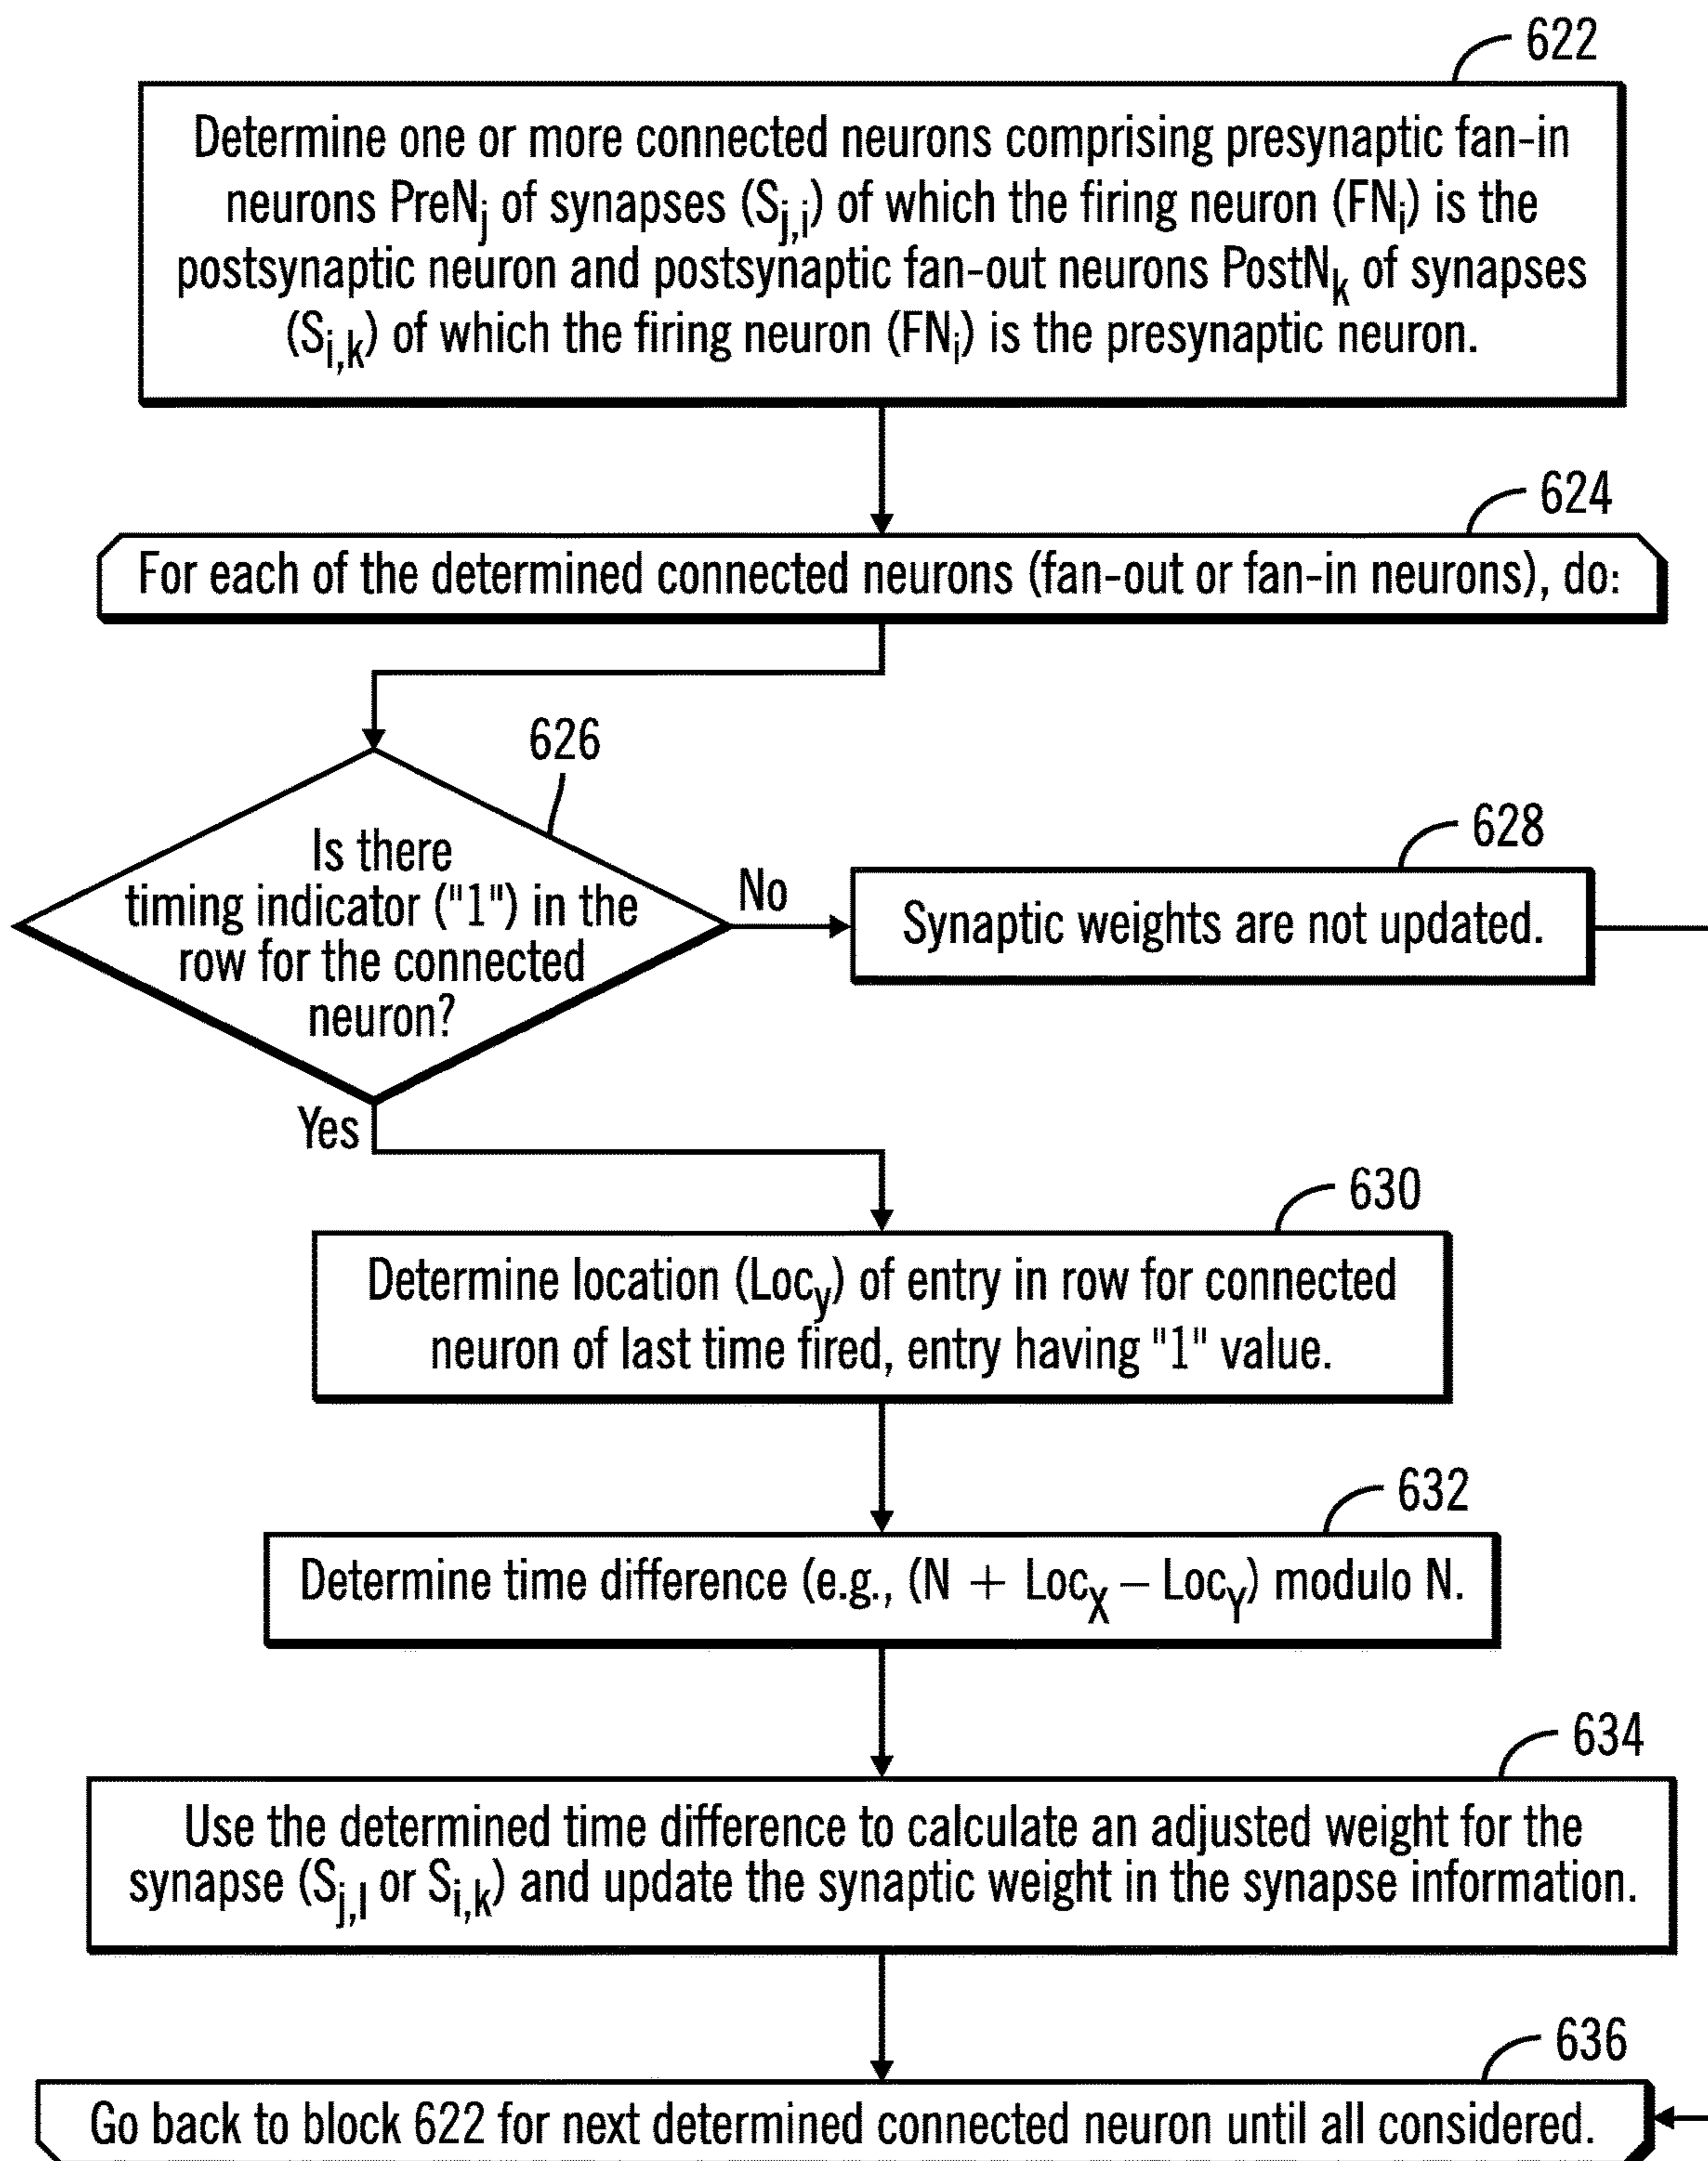 622
Determine one or more connected neurons comprising presynaptic fan-in
neurons PreNj of synapses (Sj,i) of which the firing neuron (FNi) is the
postsynaptic neuron and postsynaptic fan-out neurons PostNk of synapses
(Si,k) of which the firing neuron (FNi) is the presynaptic neuron.
624
For each of the determined connected neurons (fan-out or fan-in neurons), do:
626
Is there
timing indicator ("1") in the
row for the connected
neuron?
No
628
Synaptic weights are not updated.
Yes
630
Determine location (Locy) of entry in row for connected
neuron of last time fired, entry having "1" value.
632
Determine time difference (e.g., (N + LocX – LocY) modulo N.
634
Use the determined time difference to calculate an adjusted weight for the
synapse (Sj,I or Si,k) and update the synaptic weight in the synapse information.
636
Go back to block 622 for next determined connected neuron until all considered.